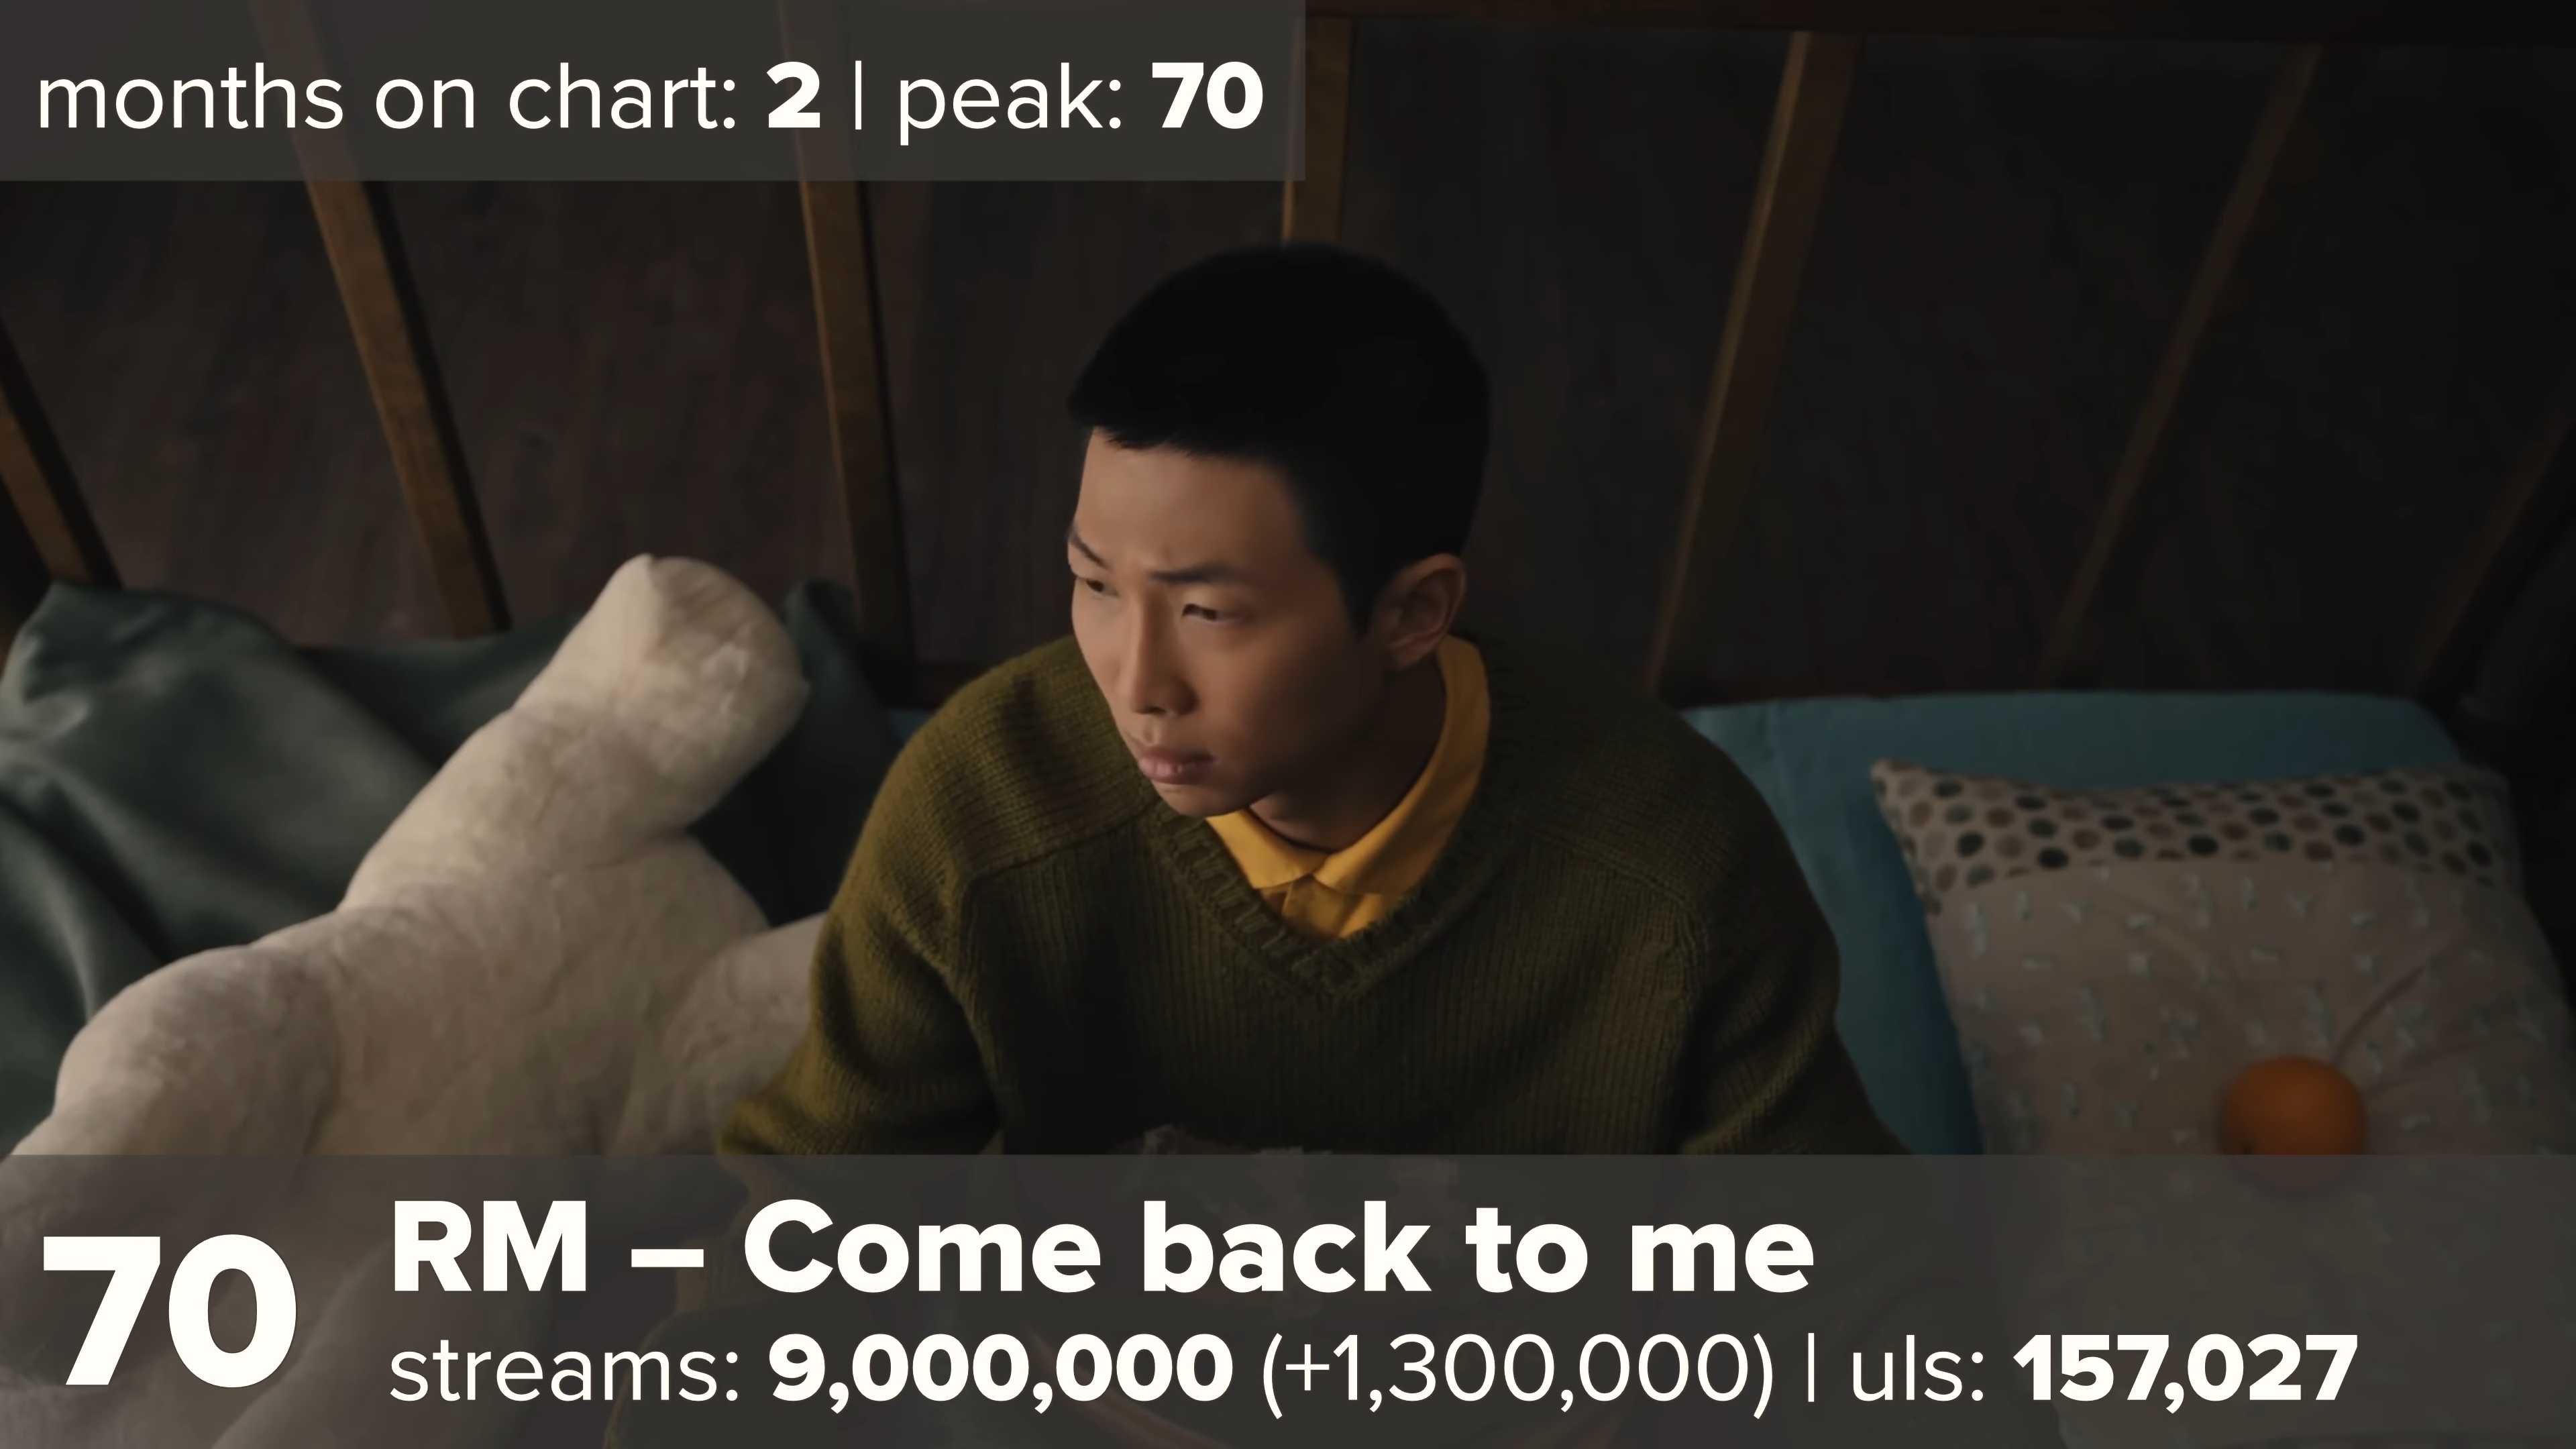 months on chart: 2 | peak: 70
70
RM – Come back to me
streams: 9,000,000 (+1,300,000) | uls: 157,027